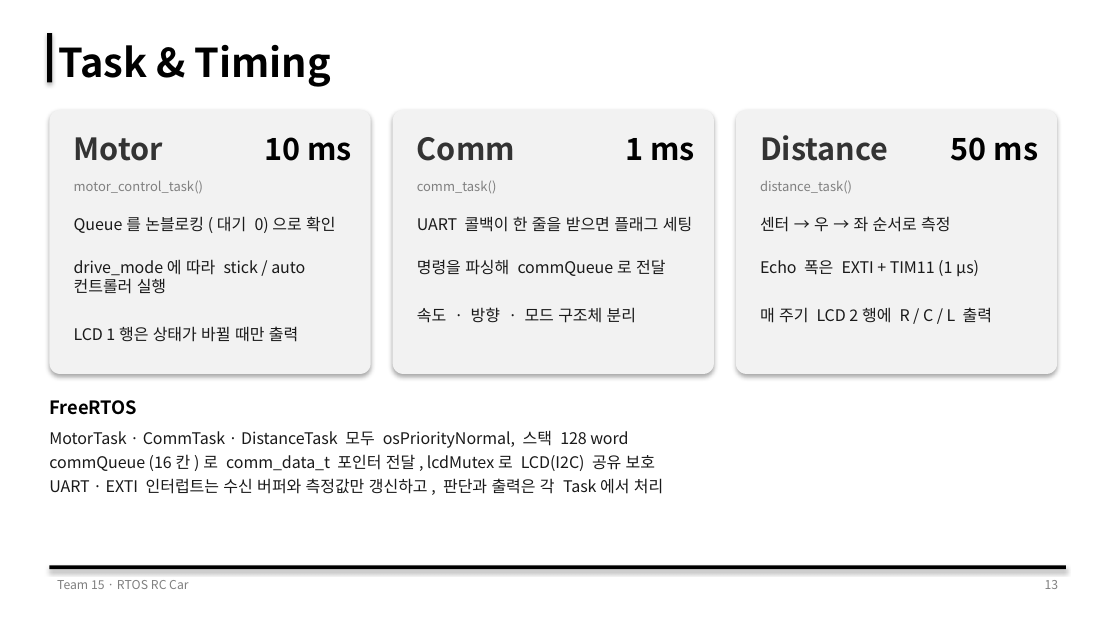 Task & Timing
Motor 10 ms
motor_control_task()
Queue 를 논블로킹 ( 대기 0) 으로 확인
drive_mode 에 따라 stick / auto
컨트롤러 실행
LCD 1 행은 상태가 바뀔 때만 출력
Comm 1 ms
comm_task()
UART 콜백이 한 줄을 받으면 플래그 세팅
명령을 파싱해 commQueue 로 전달
속도 · 방향 · 모드 구조체 분리
Distance 50 ms
distance_task()
센터 → 우 → 좌 순서로 측정
Echo 폭은 EXTI + TIM11 (1 μs)
매 주기 LCD 2 행에 R / C / L 출력
FreeRTOS
MotorTask · CommTask · DistanceTask 모두 osPriorityNormal, 스택 128 word
commQueue (16 칸 ) 로 comm_data_t 포인터 전달 , lcdMutex 로 LCD(I2C) 공유 보호
UART · EXTI 인터럽트는 수신 버퍼와 측정값만 갱신하고 , 판단과 출력은 각 Task 에서 처리
Team 15 · RTOS RC Car
13